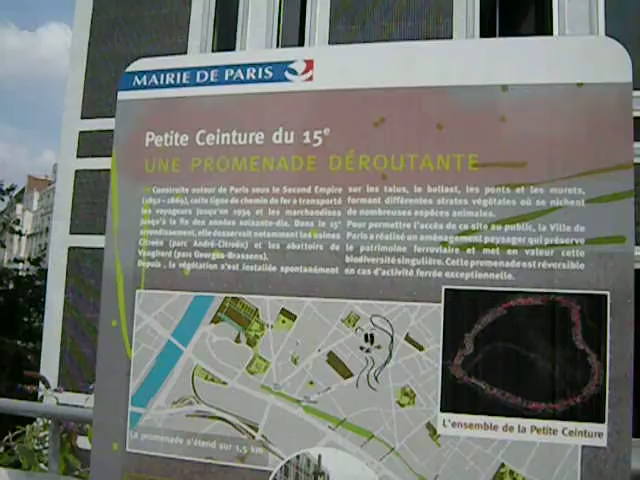 MAIRIE DE PARIS
Petite Ceinture du 15e
UNE PROMENADE DÉROUTANTE
Construite autour de Paris sous le Second Empire
(1852 - 1869), cette ligne de chemin de fer a transporté
les voyageurs jusqu'en 1934 et les marchandises
jusqu'à la fin des années soixante-dix. Dans le 15e
arrondissement, elle desservait notamment les usines
Citroën (parc André-Citroën) et les abattoirs de
Vaugirard (parc Georges-Brassens).
Depuis, la végétation s'est installée spontanément
sur les talus, le ballast, les ponts et les murets,
formant différentes strates végétales où se nichent
de nombreuses espèces animales.
Pour permettre l'accès de ce site au public, la Ville de
Paris a réalisé un aménagement paysager qui préserve
le patrimoine ferroviaire et met en valeur cette
biodiversité singulière. Cette promenade est réversible
en cas d'activité ferrée exceptionnelle.
La promenade s'étend sur 1,5 km
L'ensemble de la Petite Ceinture